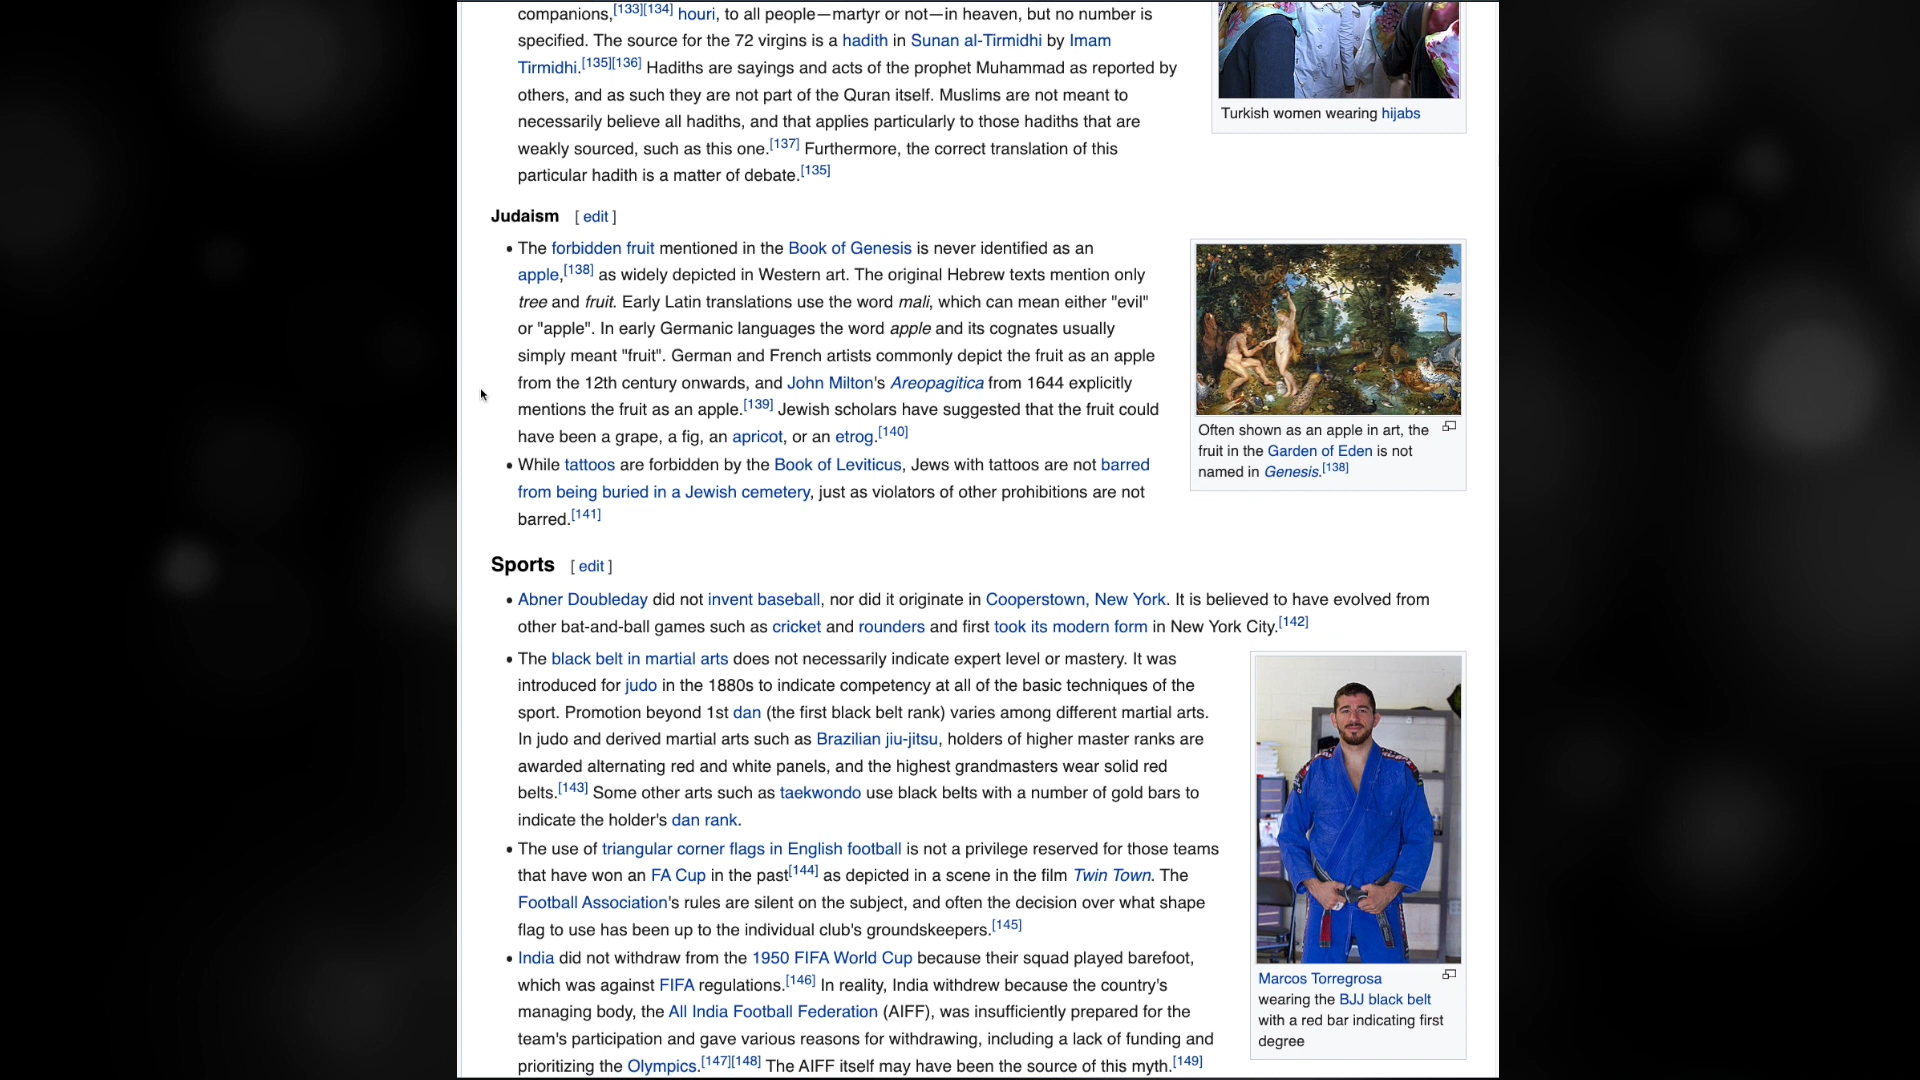 companions,[133][134] houri, to all people—martyr or not—in heaven, but no number is
specified. The source for the 72 virgins is a hadith in Sunan al-Tirmidhi by Imam
Tirmidhi.[135][136] Hadiths are sayings and acts of the prophet Muhammad as reported by
others, and as such they are not part of the Quran itself. Muslims are not meant to
necessarily believe all hadiths, and that applies particularly to those hadiths that are
weakly sourced, such as this one.[137] Furthermore, the correct translation of this
particular hadith is a matter of debate.[135]
Turkish women wearing hijabs
Judaism [ edit ]
• The forbidden fruit mentioned in the Book of Genesis is never identified as an
apple,[138] as widely depicted in Western art. The original Hebrew texts mention only
tree and fruit. Early Latin translations use the word mali, which can mean either "evil"
or "apple". In early Germanic languages the word apple and its cognates usually
simply meant "fruit". German and French artists commonly depict the fruit as an apple
from the 12th century onwards, and John Milton's Areopagitica from 1644 explicitly
mentions the fruit as an apple.[139] Jewish scholars have suggested that the fruit could
have been a grape, a fig, an apricot, or an etrog.[140]
• While tattoos are forbidden by the Book of Leviticus, Jews with tattoos are not barred
from being buried in a Jewish cemetery, just as violators of other prohibitions are not
barred.[141]
Often shown as an apple in art, the
fruit in the Garden of Eden is not
named in Genesis.[138]
Sports [ edit ]
• Abner Doubleday did not invent baseball, nor did it originate in Cooperstown, New York. It is believed to have evolved from
other bat-and-ball games such as cricket and rounders and first took its modern form in New York City.[142]
• The black belt in martial arts does not necessarily indicate expert level or mastery. It was
introduced for judo in the 1880s to indicate competency at all of the basic techniques of the
sport. Promotion beyond 1st dan (the first black belt rank) varies among different martial arts.
In judo and derived martial arts such as Brazilian jiu-jitsu, holders of higher master ranks are
awarded alternating red and white panels, and the highest grandmasters wear solid red
belts.[143] Some other arts such as taekwondo use black belts with a number of gold bars to
indicate the holder's dan rank.
• The use of triangular corner flags in English football is not a privilege reserved for those teams
that have won an FA Cup in the past[144] as depicted in a scene in the film Twin Town. The
Football Association's rules are silent on the subject, and often the decision over what shape
flag to use has been up to the individual club's groundskeepers.[145]
• India did not withdraw from the 1950 FIFA World Cup because their squad played barefoot,
which was against FIFA regulations.[146] In reality, India withdrew because the country's
managing body, the All India Football Federation (AIFF), was insufficiently prepared for the
team's participation and gave various reasons for withdrawing, including a lack of funding and
prioritizing the Olympics.[147][148] The AIFF itself may have been the source of this myth.[149]
Marcos Torregrosa
wearing the BJJ black belt
with a red bar indicating first
degree